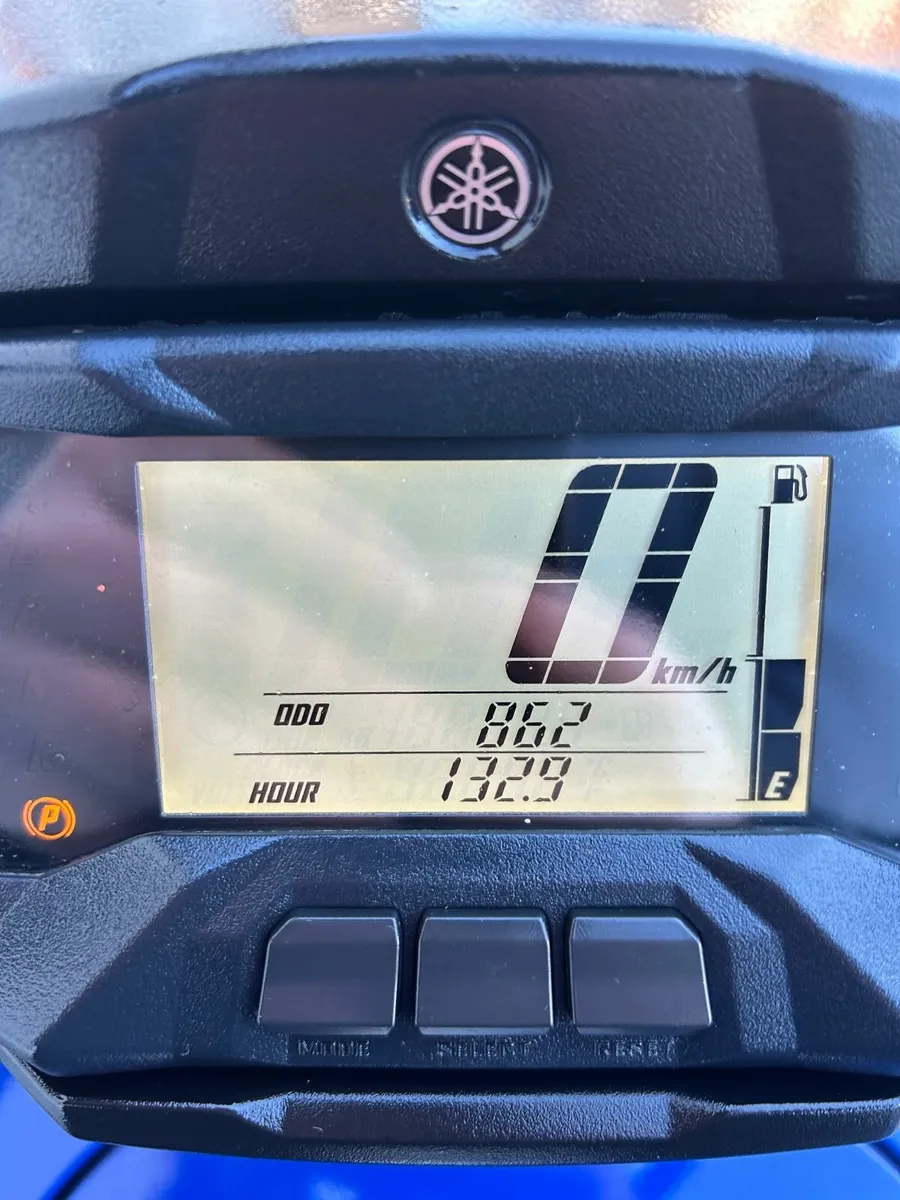 0 km/h
ODO 862
HOUR 132.9
E
P
MODE SELECT RESET